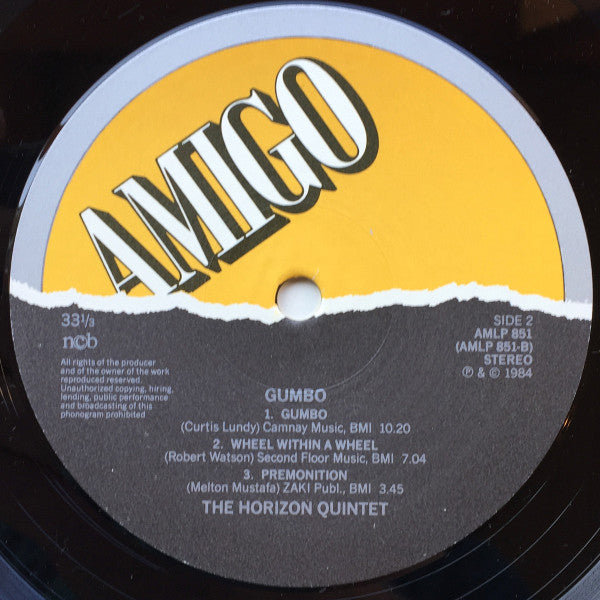 AMIGO
33⅓
ncb
All rights of the producer
and of the owner of the work
reproduced reserved.
Unauthorized copying, hiring,
lending, public performance
and broadcasting of this
phonogram prohibited
SIDE 2
AMLP 851
(AMLP 851-B)
STEREO
℗ & © 1984
GUMBO
1. GUMBO
(Curtis Lundy) Camnay Music, BMI 10.20
2. WHEEL WITHIN A WHEEL
(Robert Watson) Second Floor Music, BMI 7.04
3. PREMONITION
(Melton Mustafa) ZAKI Publ., BMI 3.45
THE HORIZON QUINTET